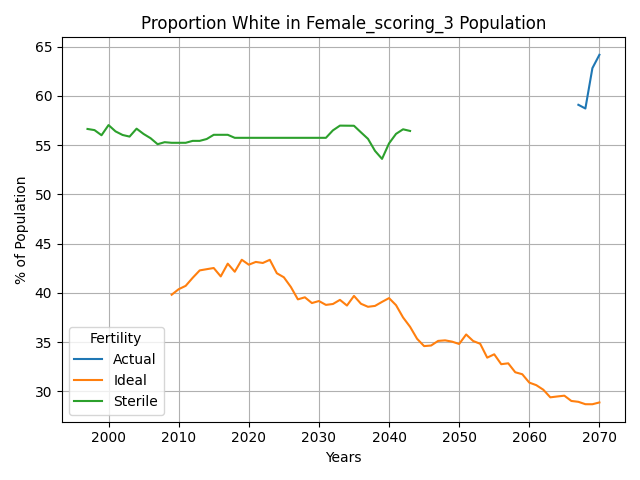 Proportion White in Female_scoring_3 Population
% of Population
65
60
55
50
45
40
35
30
Fertility
Actual
Ideal
Sterile
2000 2010 2020 2030 2040 2050 2060 2070
Years